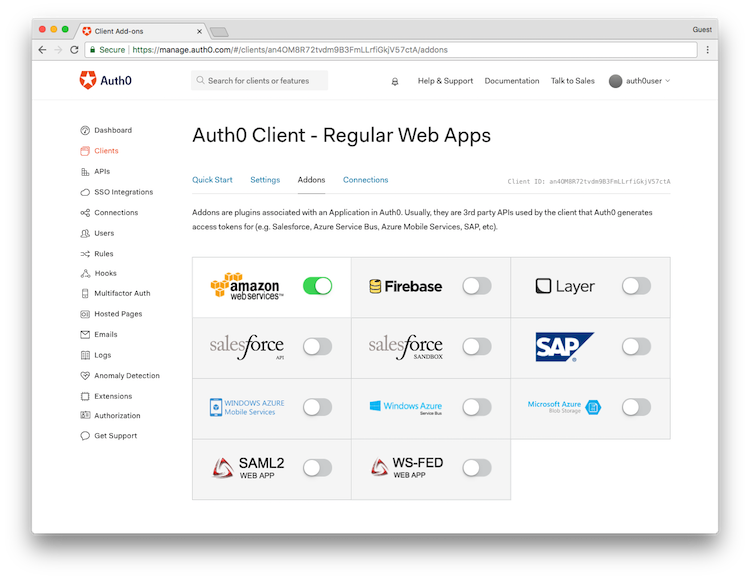 Client Add-ons
Guest
Secure https://manage.auth0.com/#/clients/an4OM8R72tvdm9B3FmLLrfiGkjV57ctA/addons
Auth0
Search for clients or features
Help & Support
Documentation
Talk to Sales
auth0user
Dashboard
Clients
APIs
SSO Integrations
Connections
Users
Rules
Hooks
Multifactor Auth
Hosted Pages
Emails
Logs
Anomaly Detection
Extensions
Authorization
Get Support
Auth0 Client - Regular Web Apps
Quick Start
Settings
Addons
Connections
Client ID: an4OM8R72tvdm9B3FmLLrfiGkjV57ctA
Addons are plugins associated with an Application in Auth0. Usually, they are 3rd party APIs used by the client that Auth0 generates
access tokens for (e.g. Salesforce, Azure Service Bus, Azure Mobile Services, SAP, etc).
amazon
web services™
Firebase
Layer
salesforce
API
salesforce
SANDBOX
SAP
WINDOWS AZURE
Mobile Services
Windows Azure
Service Bus
Microsoft Azure
Blob Storage
SAML2
WEB APP
WS-FED
WEB APP